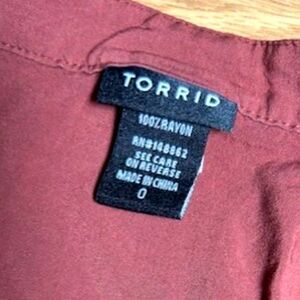 TORRID
100% RAYON
RN#148862
SEE CARE
ON REVERSE
MADE IN CHINA
0